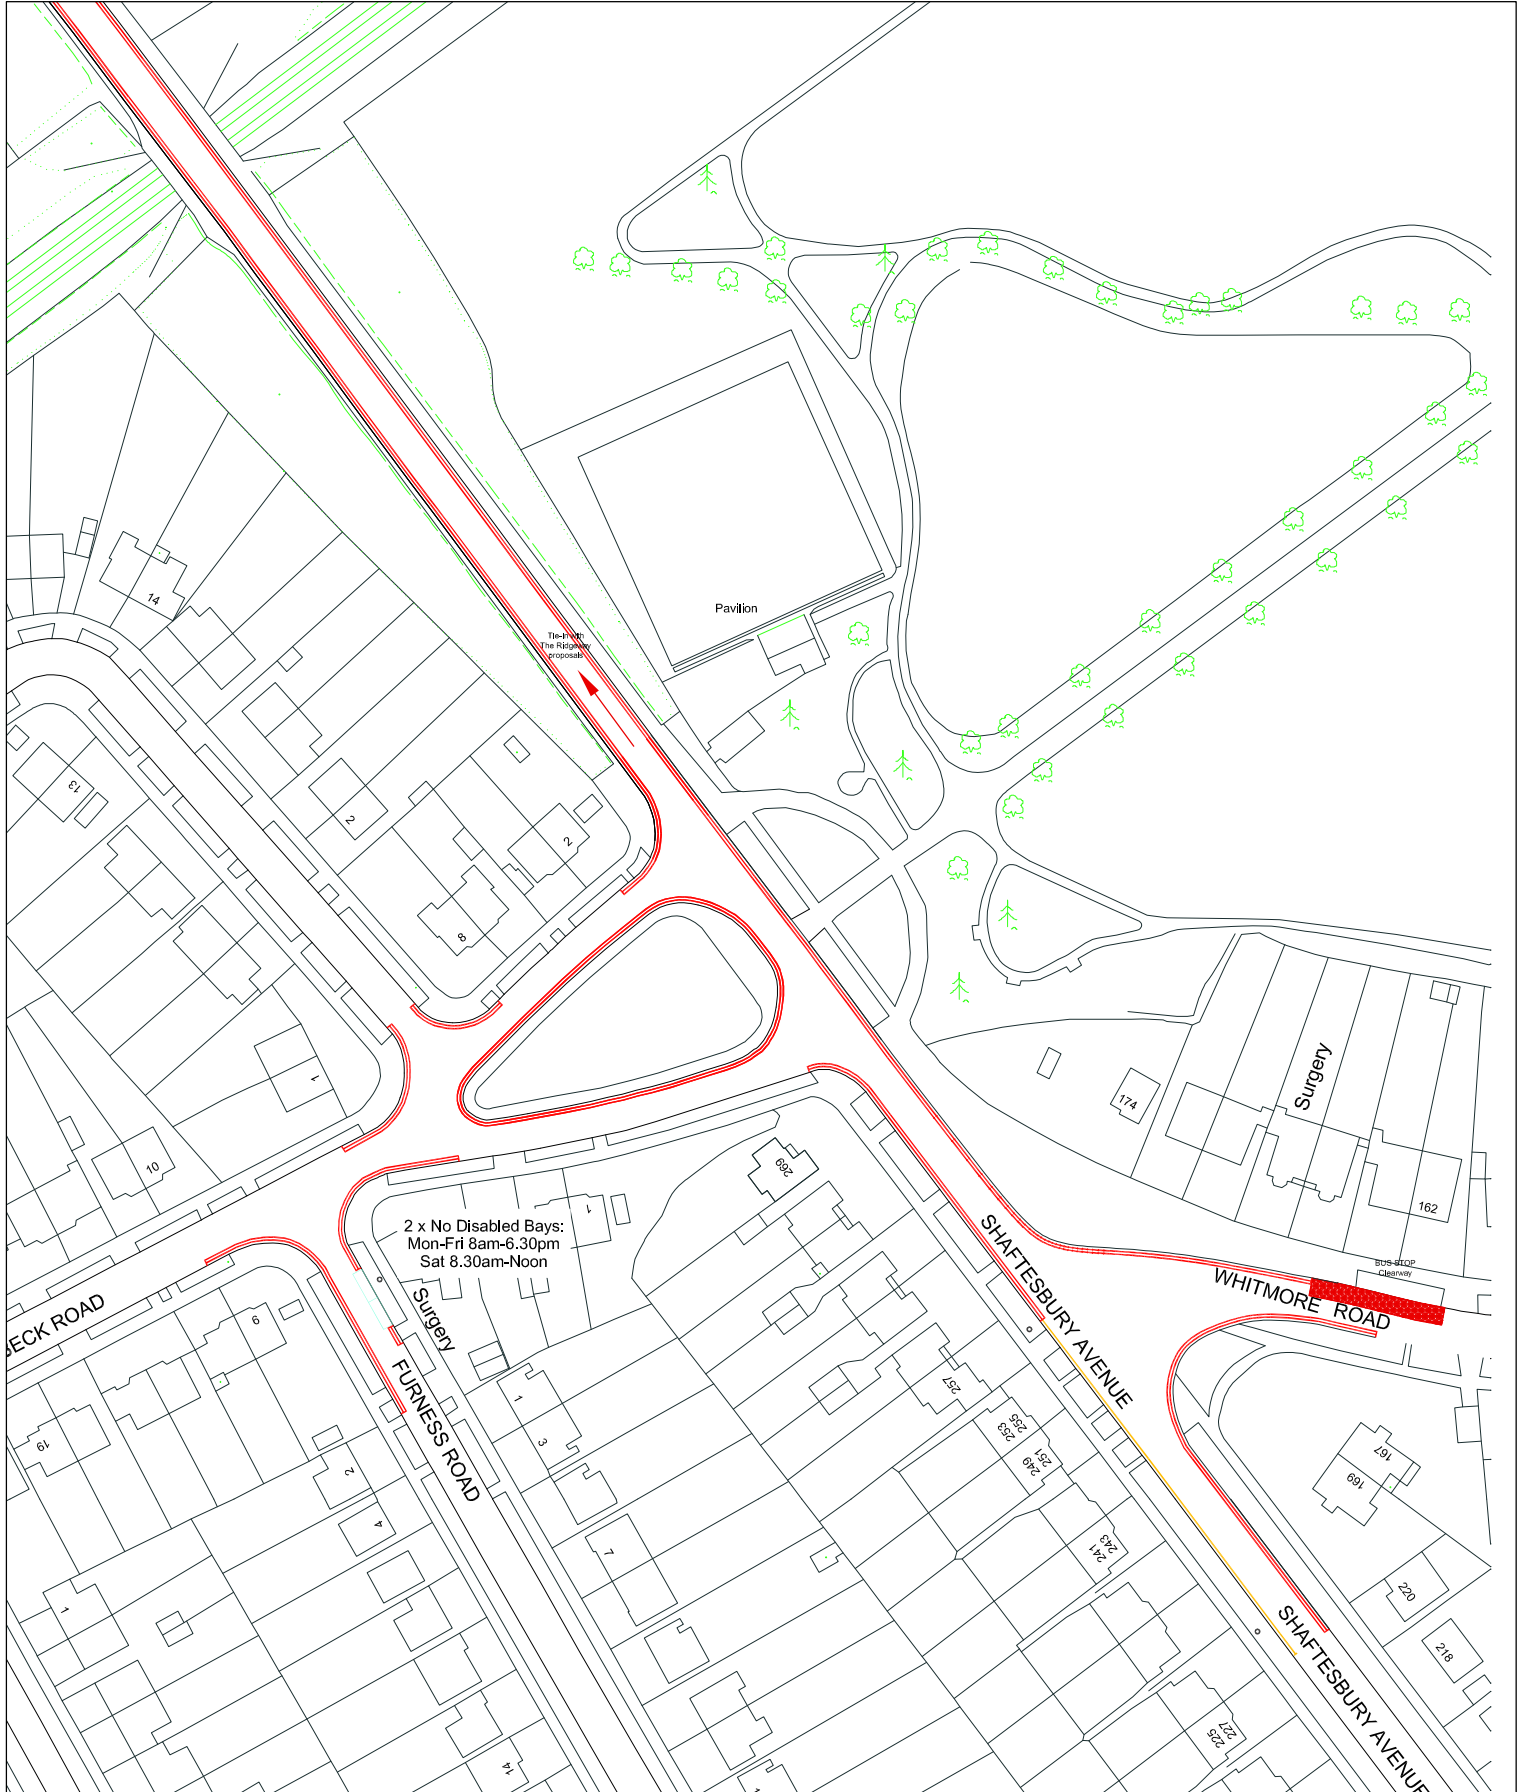 14
Tie-in with
The Ridgeway
proposals
Pavilion
13
2
2
8
1
10
174
Surgery
162
269
1
2 x No Disabled Bays:
Mon-Fri 8am-6.30pm
Sat 8.30am-Noon
SHAFTESBURY AVENUE
WHITMORE ROAD
BUS STOP
Clearway
BECK ROAD
9
Surgery
FURNESS ROAD
1
3
257
255
253
251
249
19
2
4
7
243
241
167
169
220
218
1
SHAFTESBURY AVENUE
227
225
14